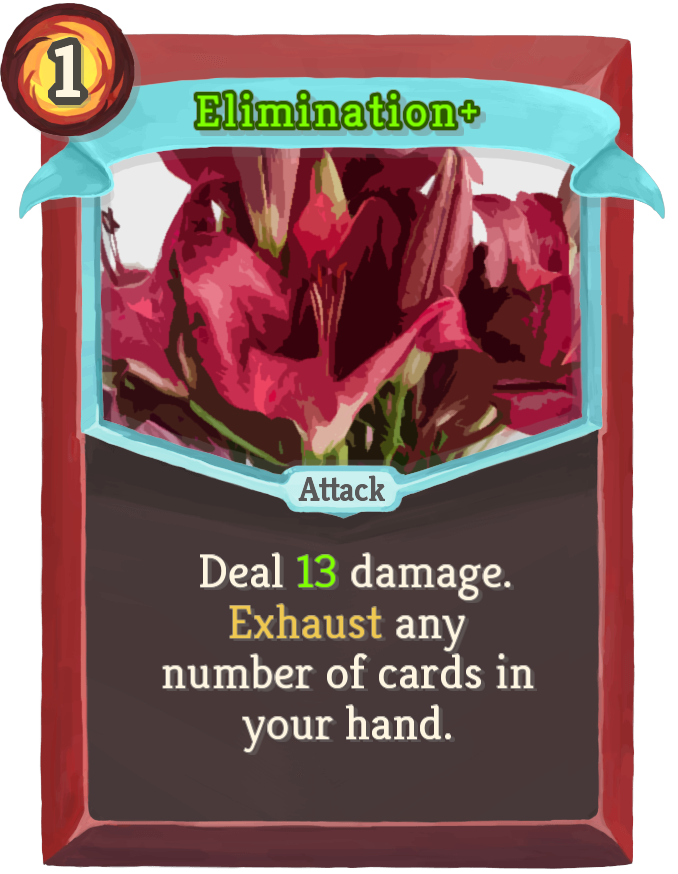 1
Elimination+
Attack
Deal 13 damage.
Exhaust any
number of cards in
your hand.